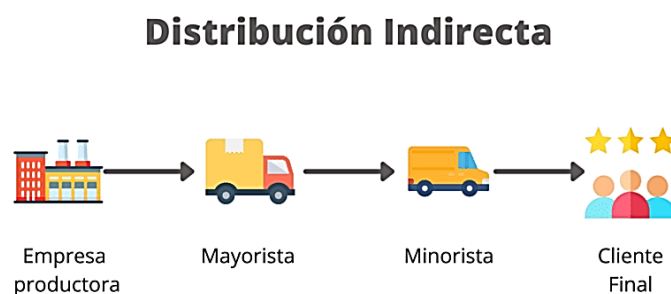 Distribución Indirecta
Empresa
productora
Mayorista
Minorista
Cliente
Final